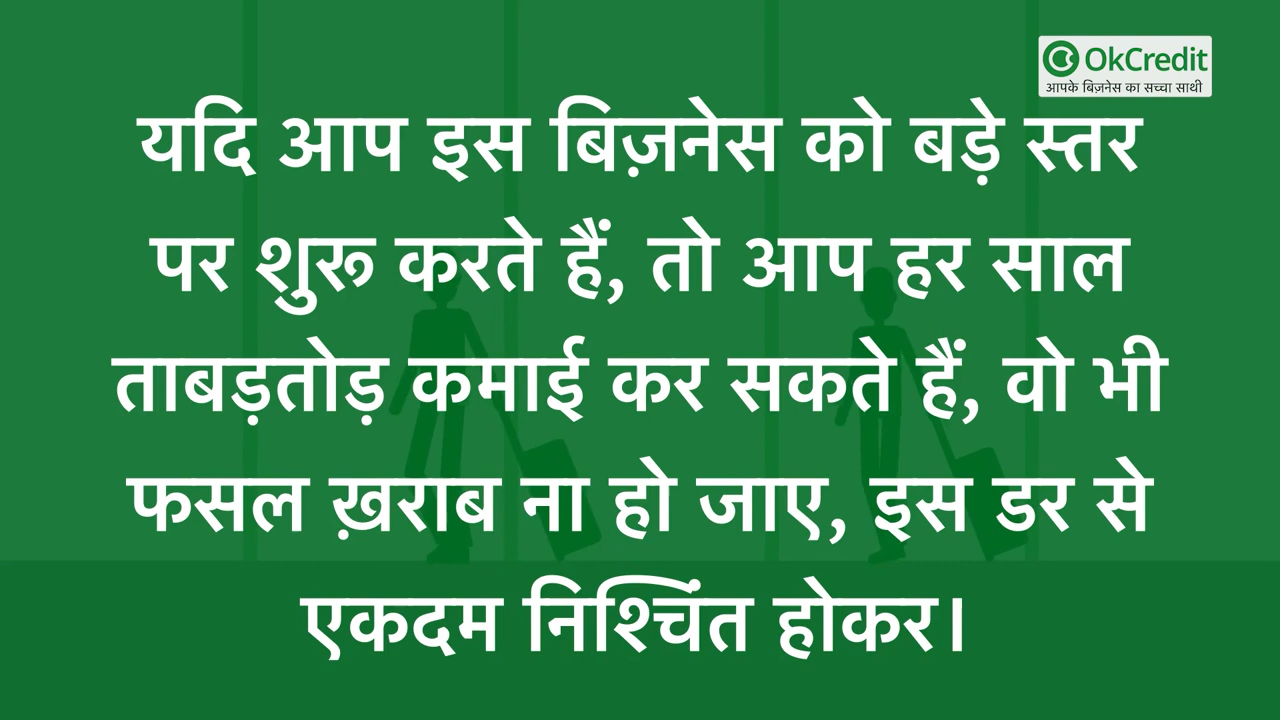 OkCredit
आपके बिज़नेस का सच्चा साथी
यदि आप इस बिज़नेस को बड़े स्तर
पर शुरू करते हैं, तो आप हर साल
ताबड़तोड़ कमाई कर सकते हैं, वो भी
फसल ख़राब ना हो जाए, इस डर से
एकदम निश्चिंत होकर।